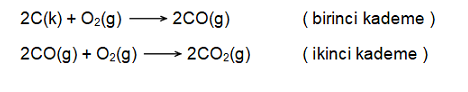 2C(k) + O₂(g) ⟶ 2CO(g) ( birinci kademe )
2CO(g) + O₂(g) ⟶ 2CO₂(g) ( ikinci kademe )